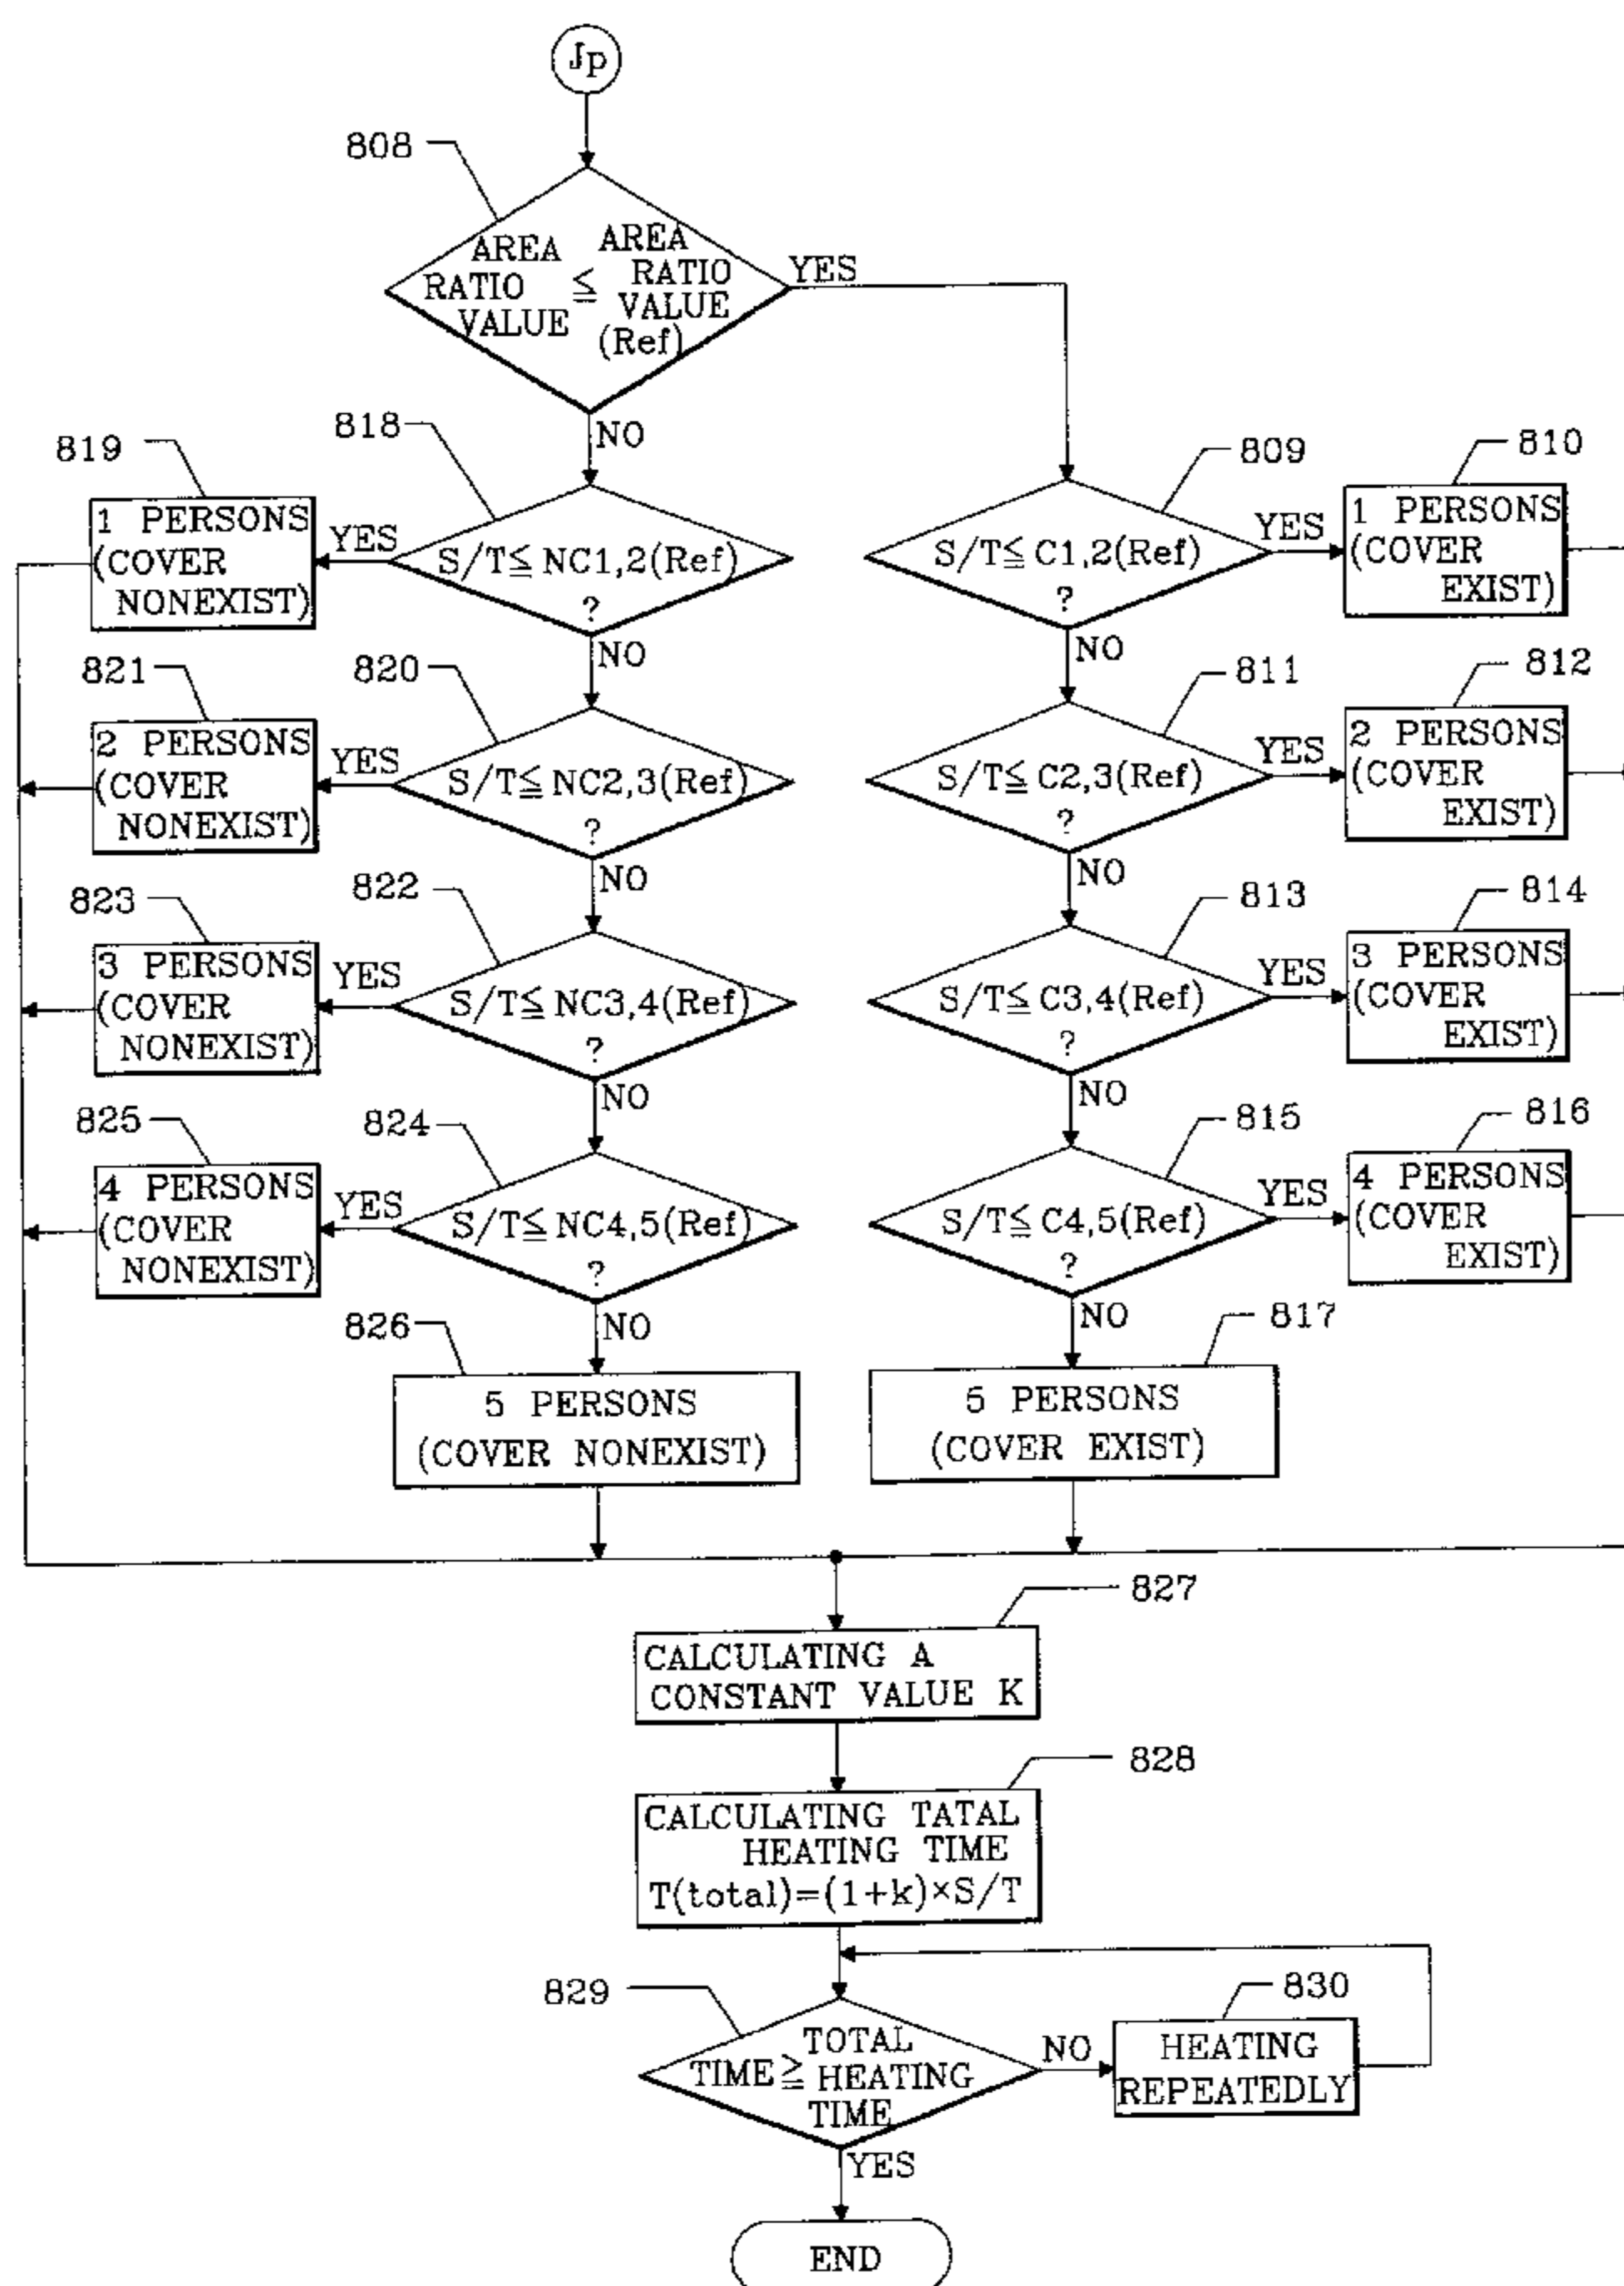 Jp
808
AREA RATIO VALUE ≦ AREA RATIO VALUE (Ref)
YES
NO
818
819
809
810
1 PERSONS
(COVER
NONEXIST)
YES
S/T≦ NC1,2(Ref)
?
S/T≦ C1,2(Ref)
?
YES
1 PERSONS
(COVER
EXIST)
NO
NO
821
820
811
812
2 PERSONS
(COVER
NONEXIST)
YES
S/T≦ NC2,3(Ref)
?
S/T≦ C2,3(Ref)
?
YES
2 PERSONS
(COVER
EXIST)
NO
NO
823
822
813
814
3 PERSONS
(COVER
NONEXIST)
YES
S/T≦ NC3,4(Ref)
?
S/T≦ C3,4(Ref)
?
YES
3 PERSONS
(COVER
EXIST)
NO
NO
825
824
815
816
4 PERSONS
(COVER
NONEXIST)
YES
S/T≦ NC4,5(Ref)
?
S/T≦ C4,5(Ref)
?
YES
4 PERSONS
(COVER
EXIST)
NO
NO
826
817
5 PERSONS
(COVER NONEXIST)
5 PERSONS
(COVER EXIST)
827
CALCULATING A
CONSTANT VALUE K
828
CALCULATING TATAL
HEATING TIME
T(total)=(1+k)×S/T
829
830
TIME ≧ TOTAL HEATING TIME
NO
HEATING
REPEATEDLY
YES
END